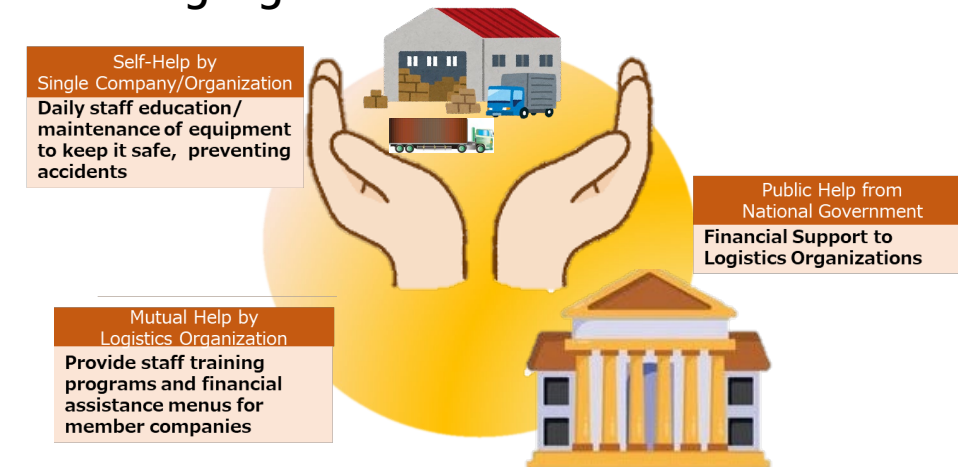 Self-Help by
Single Company/Organization
Daily staff education/
maintenance of equipment
to keep it safe, preventing
accidents
Public Help from
National Government
Financial Support to
Logistics Organizations
Mutual Help by
Logistics Organization
Provide staff training
programs and financial
assistance menus for
member companies